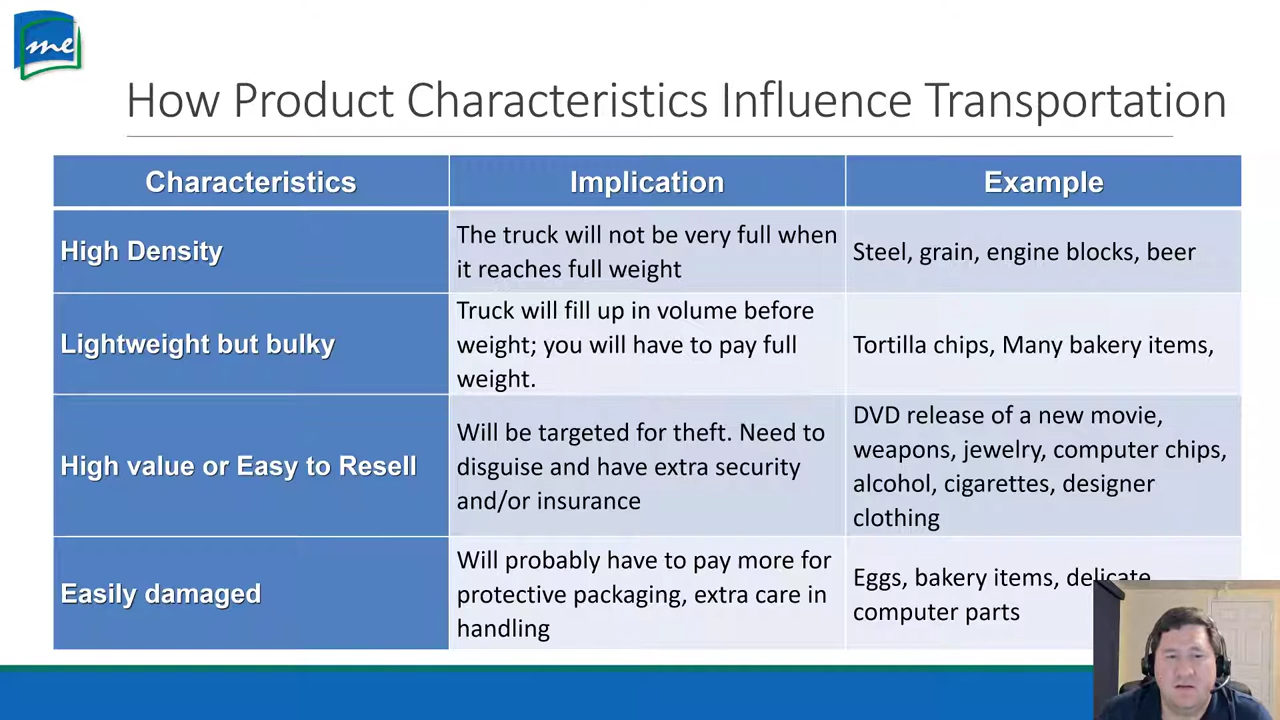 me
How Product Characteristics Influence Transportation
Characteristics
Implication
Example
High Density
The truck will not be very full when
it reaches full weight
Steel, grain, engine blocks, beer
Lightweight but bulky
Truck will fill up in volume before
weight; you will have to pay full
weight.
Tortilla chips, Many bakery items,
High value or Easy to Resell
Will be targeted for theft. Need to
disguise and have extra security
and/or insurance
DVD release of a new movie,
weapons, jewelry, computer chips,
alcohol, cigarettes, designer
clothing
Easily damaged
Will probably have to pay more for
protective packaging, extra care in
handling
Eggs, bakery items, delicate
computer parts